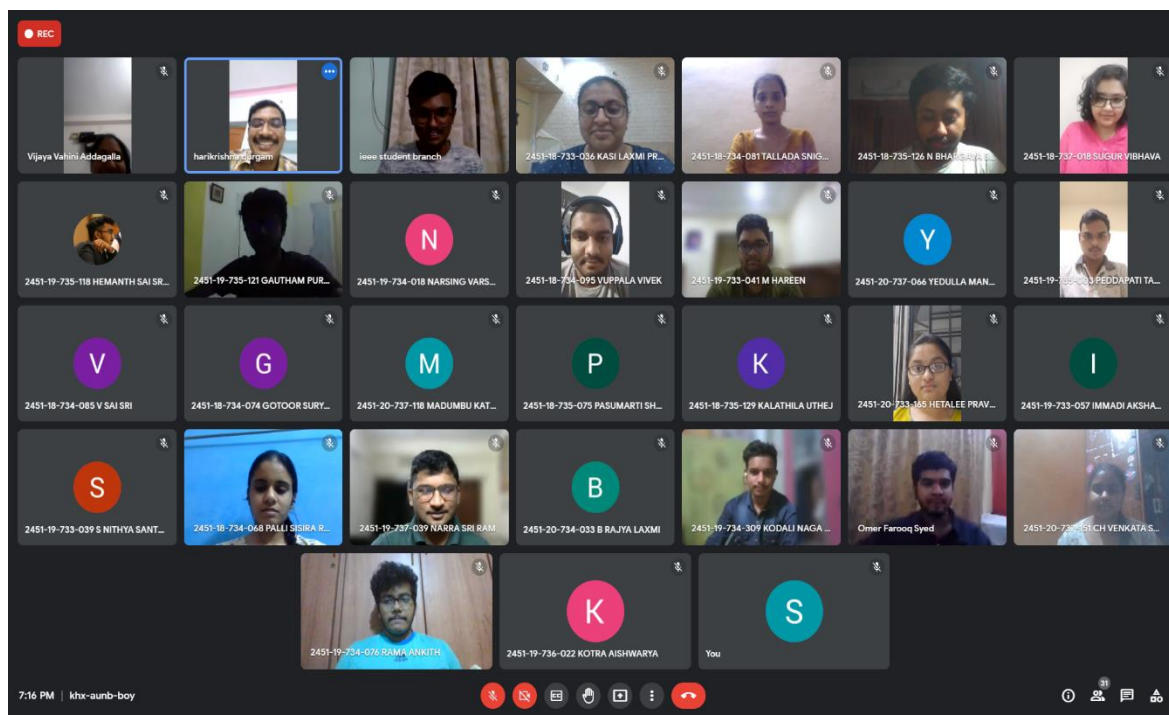 REC
Vijaya Vahini Addagalla
harikrishna durgam
ieee student branch
2451-18-733-036 KASI LAXMI PR...
2451-18-734-081 TALLADA SNIG...
2451-18-735-126 N BHARGAVA
2451-18-737-018 SUGUR VIBHAVA
2451-19-735-118 HEMANTH SAI SR...
2451-19-735-121 GAUTHAM PUR...
N
2451-19-734-018 NARSING VARS...
2451-18-734-095 VUPPALA VIVEK
2451-19-733-041 M HAREEN
Y
2451-20-737-066 YEDULLA MAN...
PEDDAPATI TA...
V
2451-18-734-085 V SAI SRI
G
2451-18-734-074 GOTOOR SURY...
M
2451-20-737-118 MADUMBU KAT...
P
2451-18-735-075 PASUMARTI SH...
K
2451-18-735-129 KALATHILA UTHEJ
2451-20-733-165 HETALEE PRAV...
I
2451-19-733-057 IMMADI AKSHA...
S
2451-19-733-039 S NITHYA SANT...
2451-18-734-068 PALLI SISIRA R...
2451-19-737-039 NARRA SRI RAM
B
2451-20-734-033 B RAJYA LAXMI
2451-19-734-309 KODALI NAGA ...
Omer Farooq Syed
CH VENKATA S...
2451-19-734-076 RAMA ANKITH
K
2451-19-736-022 KOTRA AISHWARYA
S
You
7:16 PM | khx-aunb-boy
31